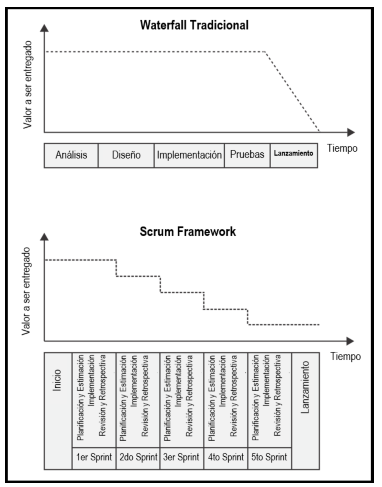 Waterfall Tradicional
Valor a ser entregado
Tiempo
Análisis
Diseño
Implementación
Pruebas
Lanzamiento
Scrum Framework
Valor a ser entregado
Tiempo
Inicio
Planificación y Estimación
Implementación
Revisión y Retrospectiva
Planificación y Estimación
Implementación
Revisión y Retrospectiva
Planificación y Estimación
Implementación
Revisión y Retrospectiva
Planificación y Estimación
Implementación
Revisión y Retrospectiva
Planificación y Estimación
Implementación
Revisión y Retrospectiva
Lanzamiento
1er Sprint
2do Sprint
3er Sprint
4to Sprint
5to Sprint